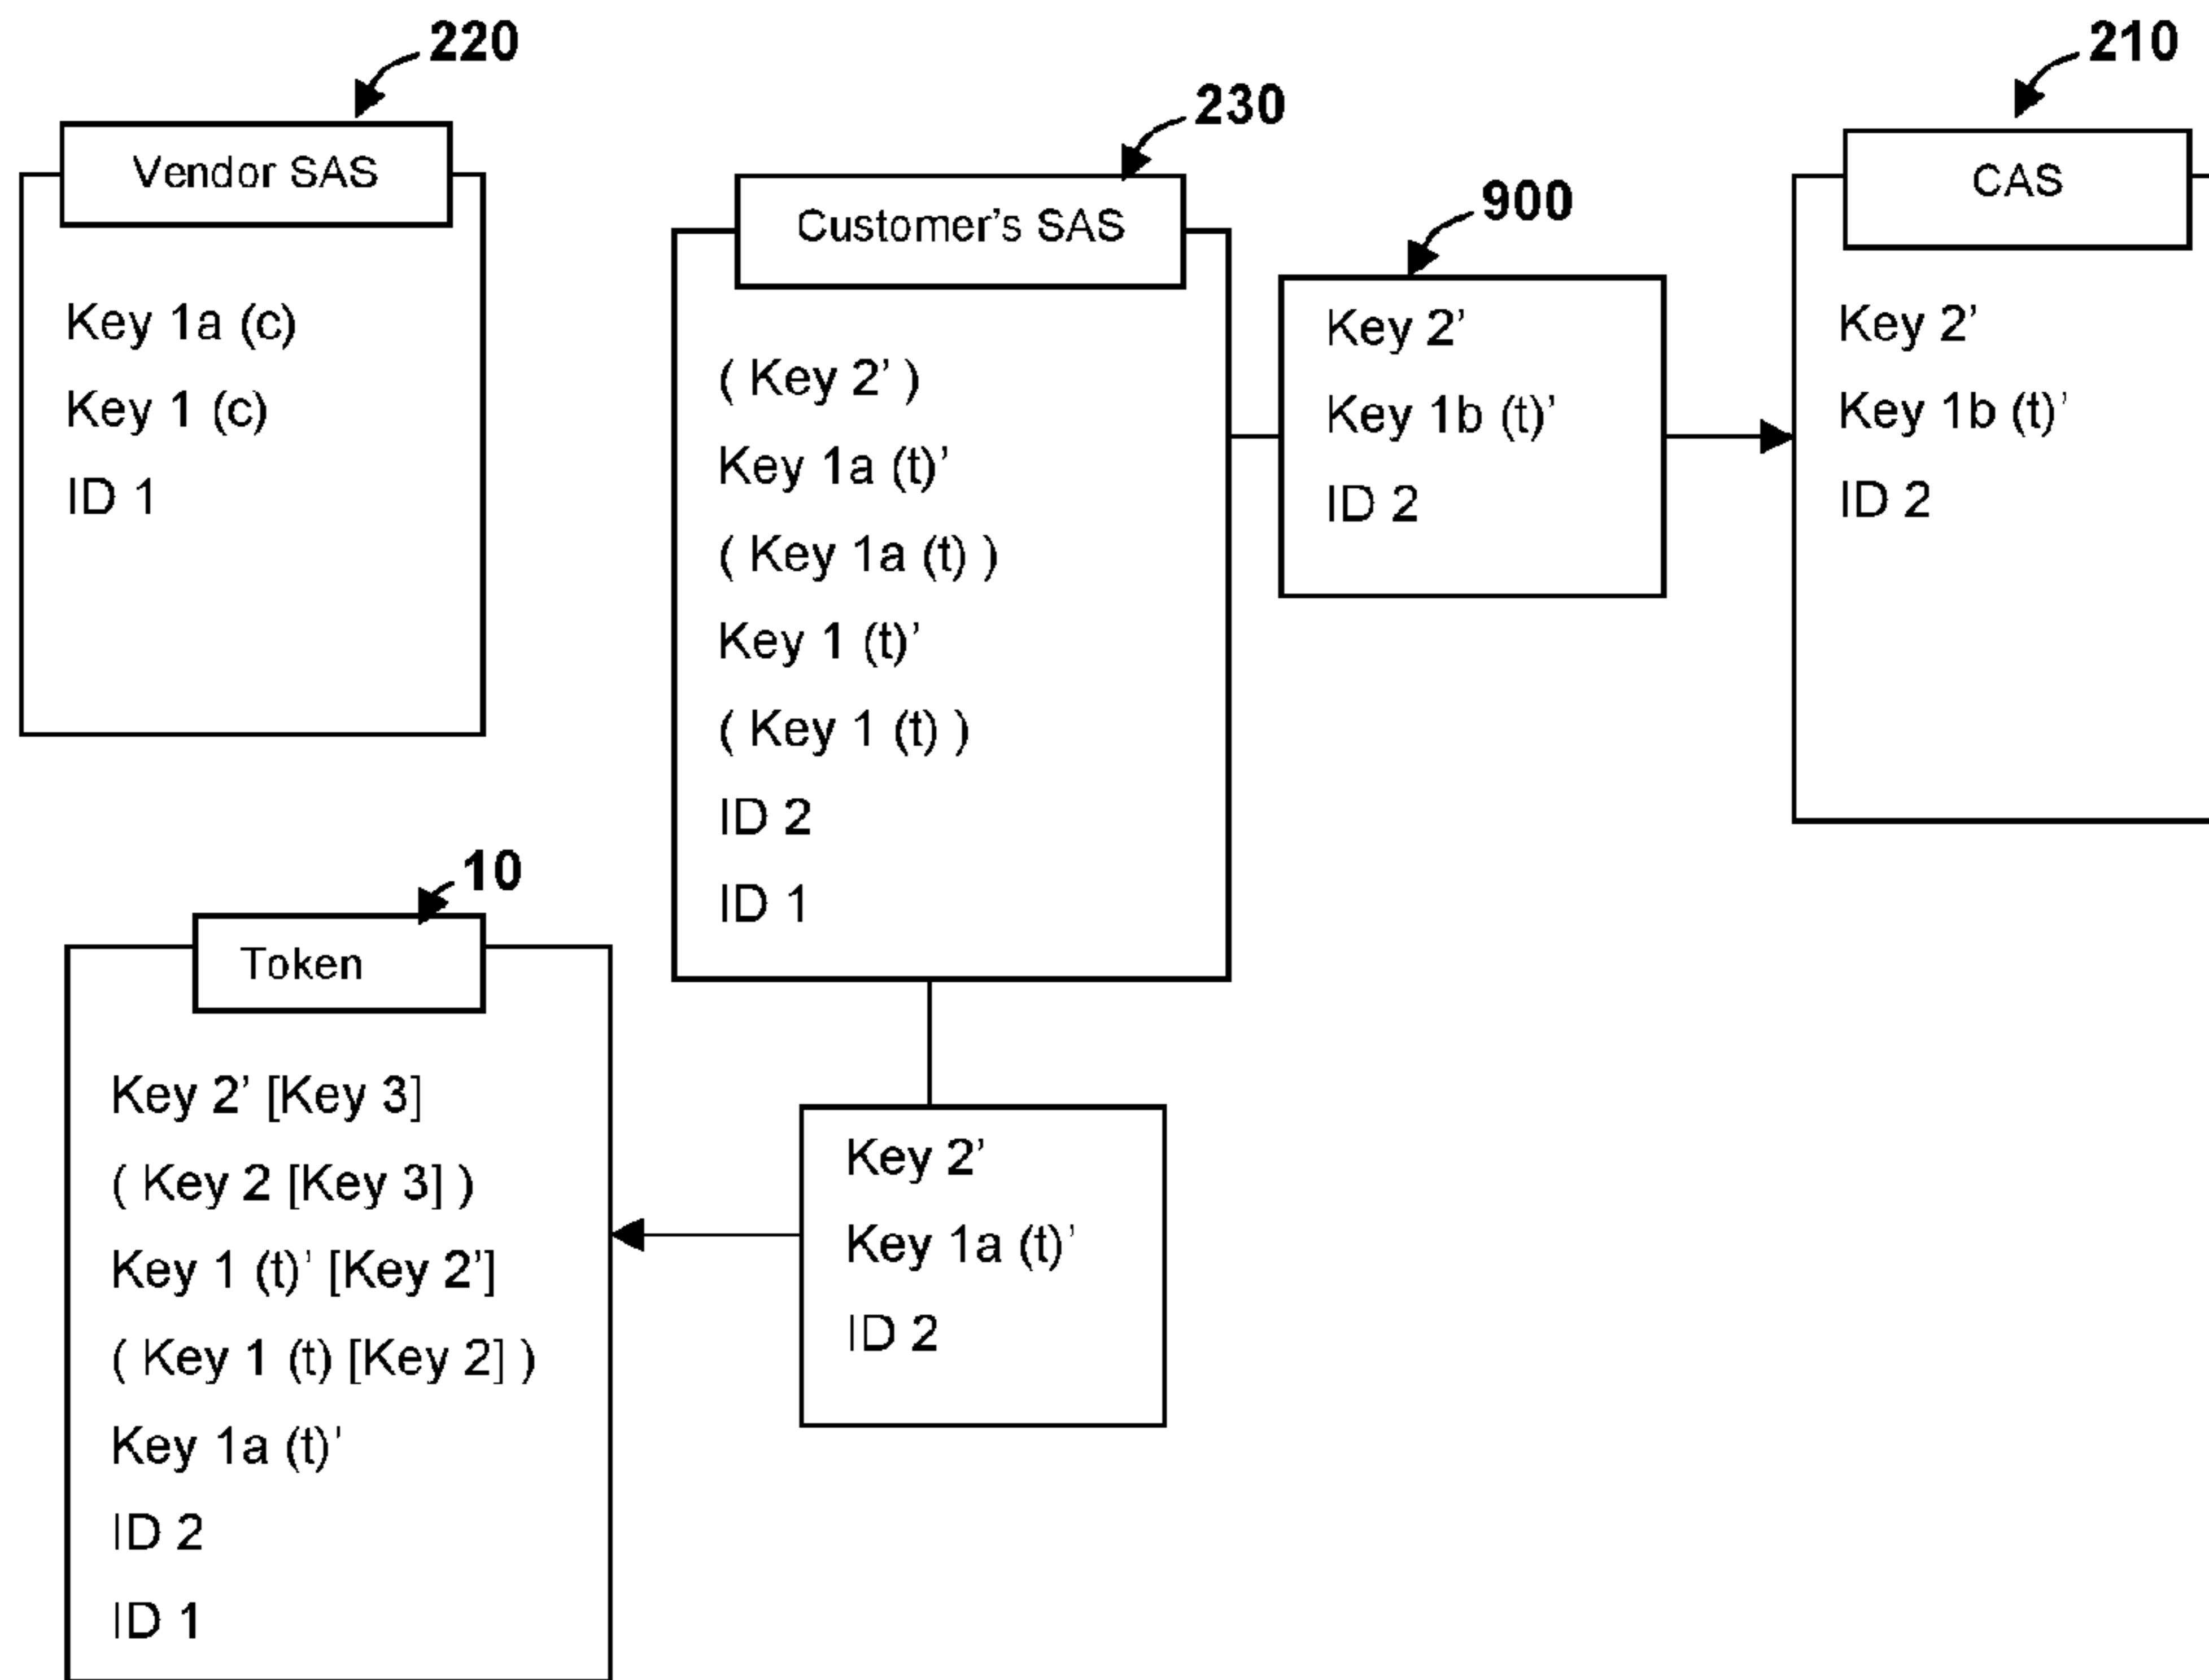 220
Vendor SAS
Key 1a (c)
Key 1 (c)
ID 1
230
Customer’s SAS
( Key 2’ )
Key 1a (t)’
( Key 1a (t) )
Key 1 (t)’
( Key 1 (t) )
ID 2
ID 1
900
Key 2’
Key 1b (t)’
ID 2
210
CAS
Key 2’
Key 1b (t)’
ID 2
10
Token
Key 2’ [Key 3]
( Key 2 [Key 3] )
Key 1 (t)’ [Key 2’]
( Key 1 (t) [Key 2] )
Key 1a (t)’
ID 2
ID 1
Key 2’
Key 1a (t)’
ID 2